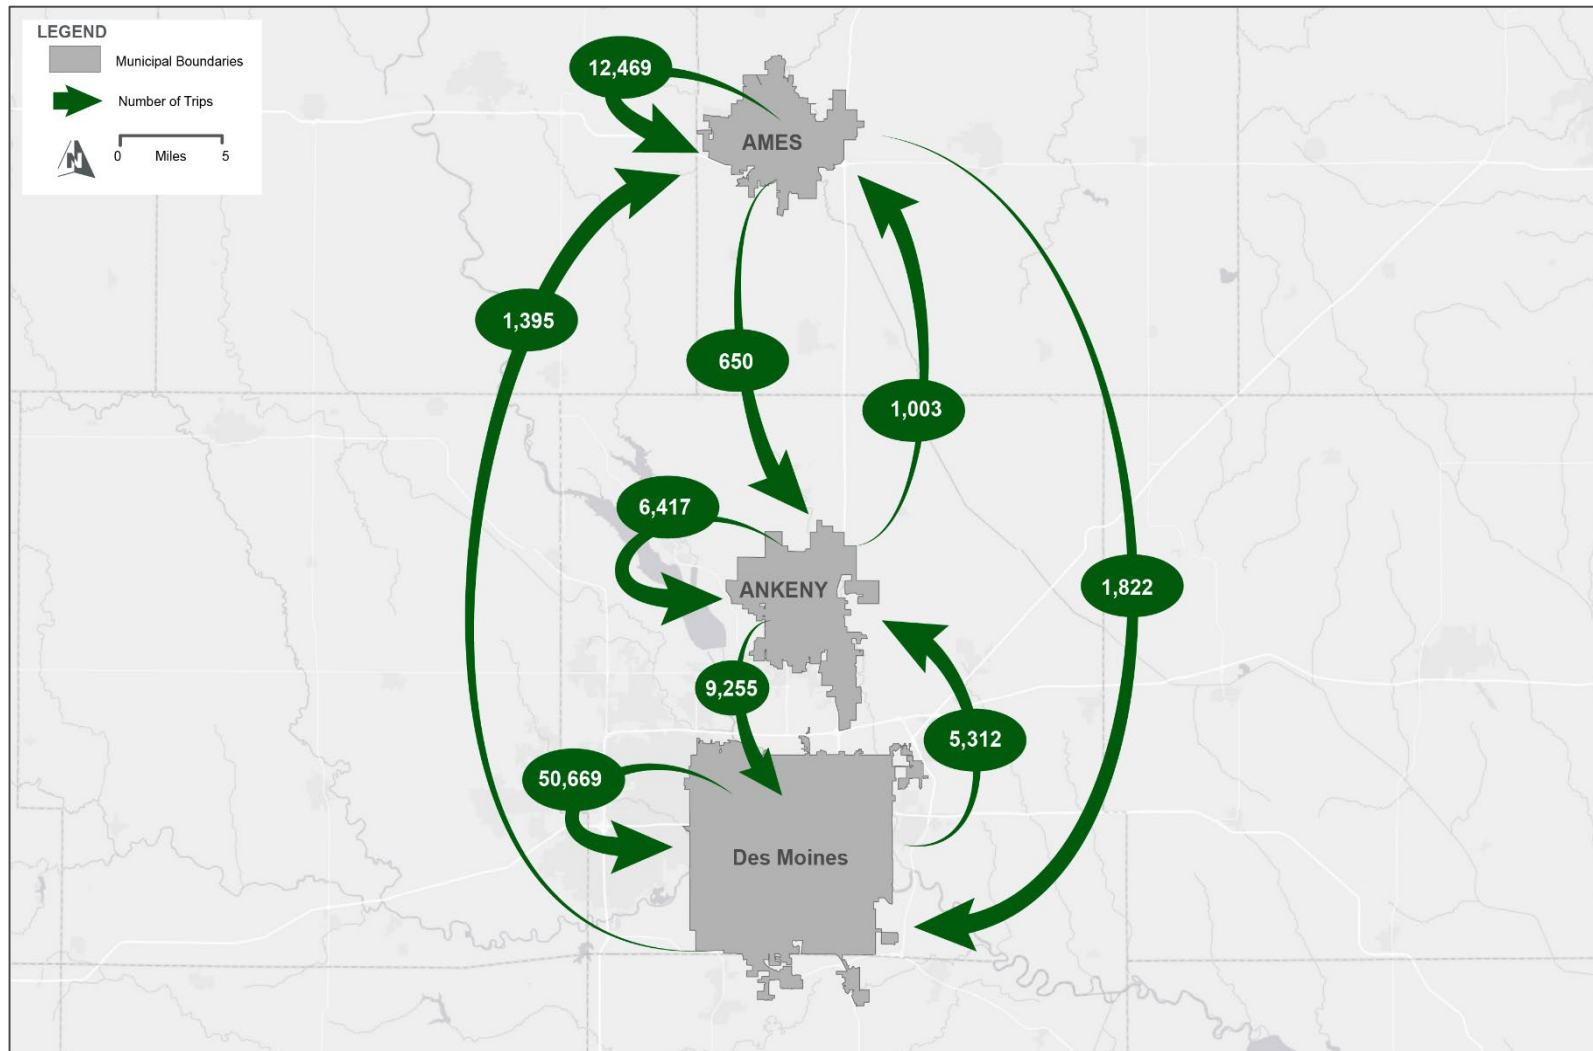 LEGEND
Municipal Boundaries
Number of Trips
N
0 Miles 5
12,469
AMES
1,395
650
1,003
6,417
ANKENY
1,822
9,255
5,312
50,669
Des Moines